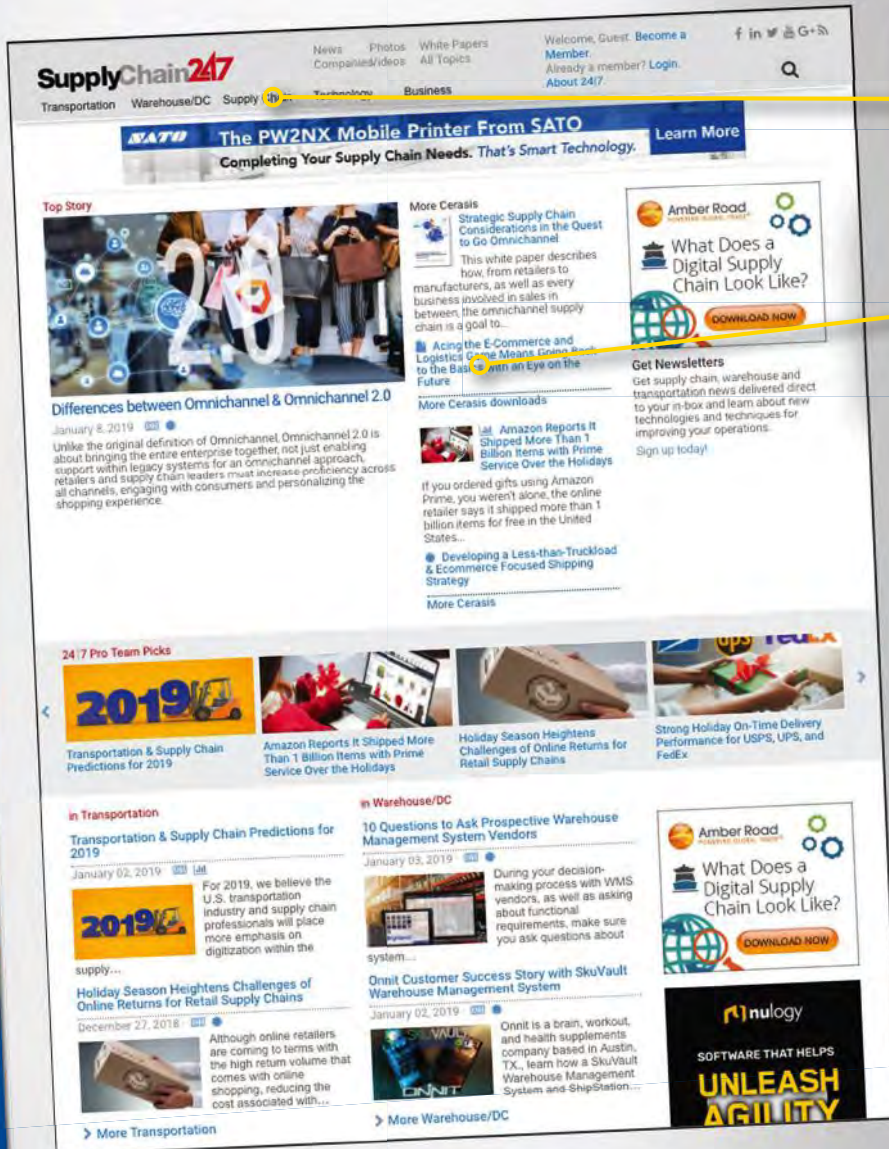 SupplyChain247
News Photos White Papers
Companies Videos All Topics
Welcome, Guest. Become a
Member.
Already a member? Login.
About 24|7
f in G+
Transportation Warehouse/DC Supply Technology Business
SATO
The PW2NX Mobile Printer From SATO
Completing Your Supply Chain Needs. That's Smart Technology.
Learn More
Top Story
2.0
Differences between Omnichannel & Omnichannel 2.0
January 8, 2019
Unlike the original definition of Omnichannel, Omnichannel 2.0 is
about bringing the entire enterprise together, not just enabling
support within legacy systems for an omnichannel approach,
retailers and supply chain leaders must increase proficiency across
all channels, engaging with consumers and personalizing the
shopping experience.
More Cerasis
Strategic Supply Chain
Considerations in the Quest
to Go Omnichannel
This white paper describes
how, from retailers to
manufacturers, as well as every
business involved in sales in
between, the omnichannel supply
chain is a goal to...
Acing the E-Commerce and
Logistics Game Means Going Back
to the Basics with an Eye on the
Future
More Cerasis downloads
Amazon Reports It
Shipped More Than 1
Billion Items with Prime
Service Over the Holidays
If you ordered gifts using Amazon
Prime, you weren't alone, the online
retailer says it shipped more than 1
billion items for free in the United
States...
Developing a Less-than-Truckload
& Ecommerce Focused Shipping
Strategy
More Cerasis
Amber Road
POWERING GLOBAL TRADE
What Does a
Digital Supply
Chain Look Like?
DOWNLOAD NOW
Get Newsletters
Get supply chain, warehouse and
transportation news delivered direct
to your in-box and learn about new
technologies and techniques for
improving your operations.
Sign up today!
24|7 Pro Team Picks
2019
Transportation & Supply Chain
Predictions for 2019
Amazon Reports It Shipped More
Than 1 Billion Items with Prime
Service Over the Holidays
Holiday Season Heightens
Challenges of Online Returns for
Retail Supply Chains
ups FedEx
Strong Holiday On-Time Delivery
Performance for USPS, UPS, and
FedEx
in Transportation
Transportation & Supply Chain Predictions for
2019
January 02, 2019
2019
For 2019, we believe the
U.S. transportation
industry and supply chain
professionals will place
more emphasis on
digitization within the
supply...
Holiday Season Heightens Challenges of
Online Returns for Retail Supply Chains
December 27, 2018
Although online retailers
are coming to terms with
the high return volume that
comes with online
shopping, reducing the
cost associated with...
More Transportation
in Warehouse/DC
10 Questions to Ask Prospective Warehouse
Management System Vendors
January 03, 2019
During your decision-
making process with WMS
vendors, as well as asking
about functional
requirements, make sure
you ask questions about
system...
Onnit Customer Success Story with SkuVault
Warehouse Management System
January 02, 2019
ONNIT
Onnit is a brain, workout,
and health supplements
company based in Austin,
TX., learn how a SkuVault
Warehouse Management
System and ShipStation...
More Warehouse/DC
Amber Road
POWERING GLOBAL TRADE
What Does a
Digital Supply
Chain Look Like?
DOWNLOAD NOW
nulogy
SOFTWARE THAT HELPS
UNLEASH
AGILITY